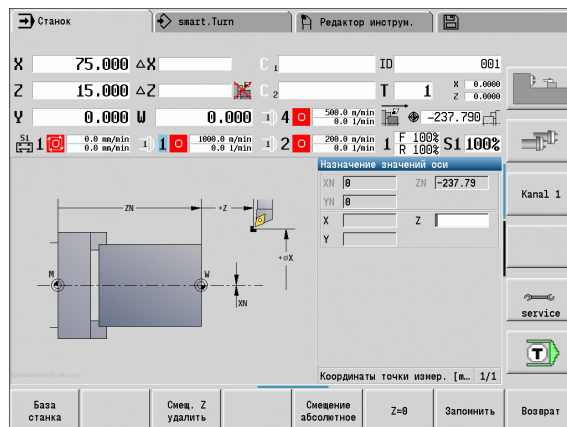 Станок
smart.Turn
Редактор инструм.
X 75.000 ΔX C 1 ID 001
Z 15.000 ΔZ C 2 T 1 X 0.0000 Z 0.0000
Y 0.000 U 0.000 4 500.0 m/min 0.0 1/min -237.790
S1 1 0.0 mm/min 0.0 mm/min 1 1000.0 m/min 0.0 1/min 2 200.0 m/min 0.0 1/min 1 F 100% R 100% S1 100%
Назначение значений оси
XN 0 ZN -237.79
YN 0
X Z
Y
ZN
+Z
+øX
M
W
XN
Координаты точки измер. [m… 1/1
Kanal 1
service
T
База станка
Смещ. Z удалить
Смещение абсолютное
Z=0
Запомнить
Возврат